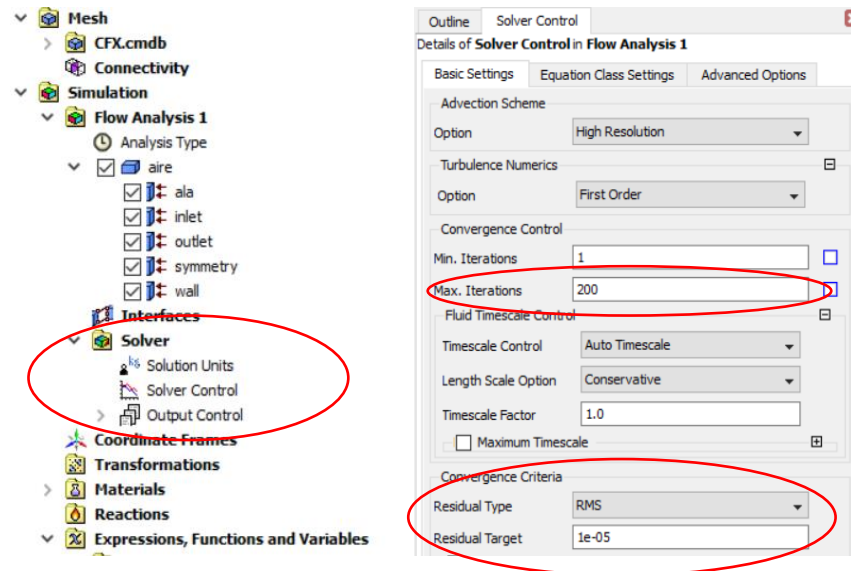 Mesh
CFX.cmdb
Connectivity
Simulation
Flow Analysis 1
Analysis Type
aire
ala
inlet
outlet
symmetry
wall
Interfaces
Solver
Solution Units
Solver Control
Output Control
Coordinate Frames
Transformations
Materials
Reactions
Expressions, Functions and Variables
Outline Solver Control
Details of Solver Control in Flow Analysis 1
Basic Settings Equation Class Settings Advanced Options
Advection Scheme
Option High Resolution
Turbulence Numerics
Option First Order
Convergence Control
Min. Iterations 1
Max. Iterations 200
Fluid Timescale Control
Timescale Control Auto Timescale
Length Scale Option Conservative
Timescale Factor 1.0
Maximum Timescale
Convergence Criteria
Residual Type RMS
Residual Target 1e-05